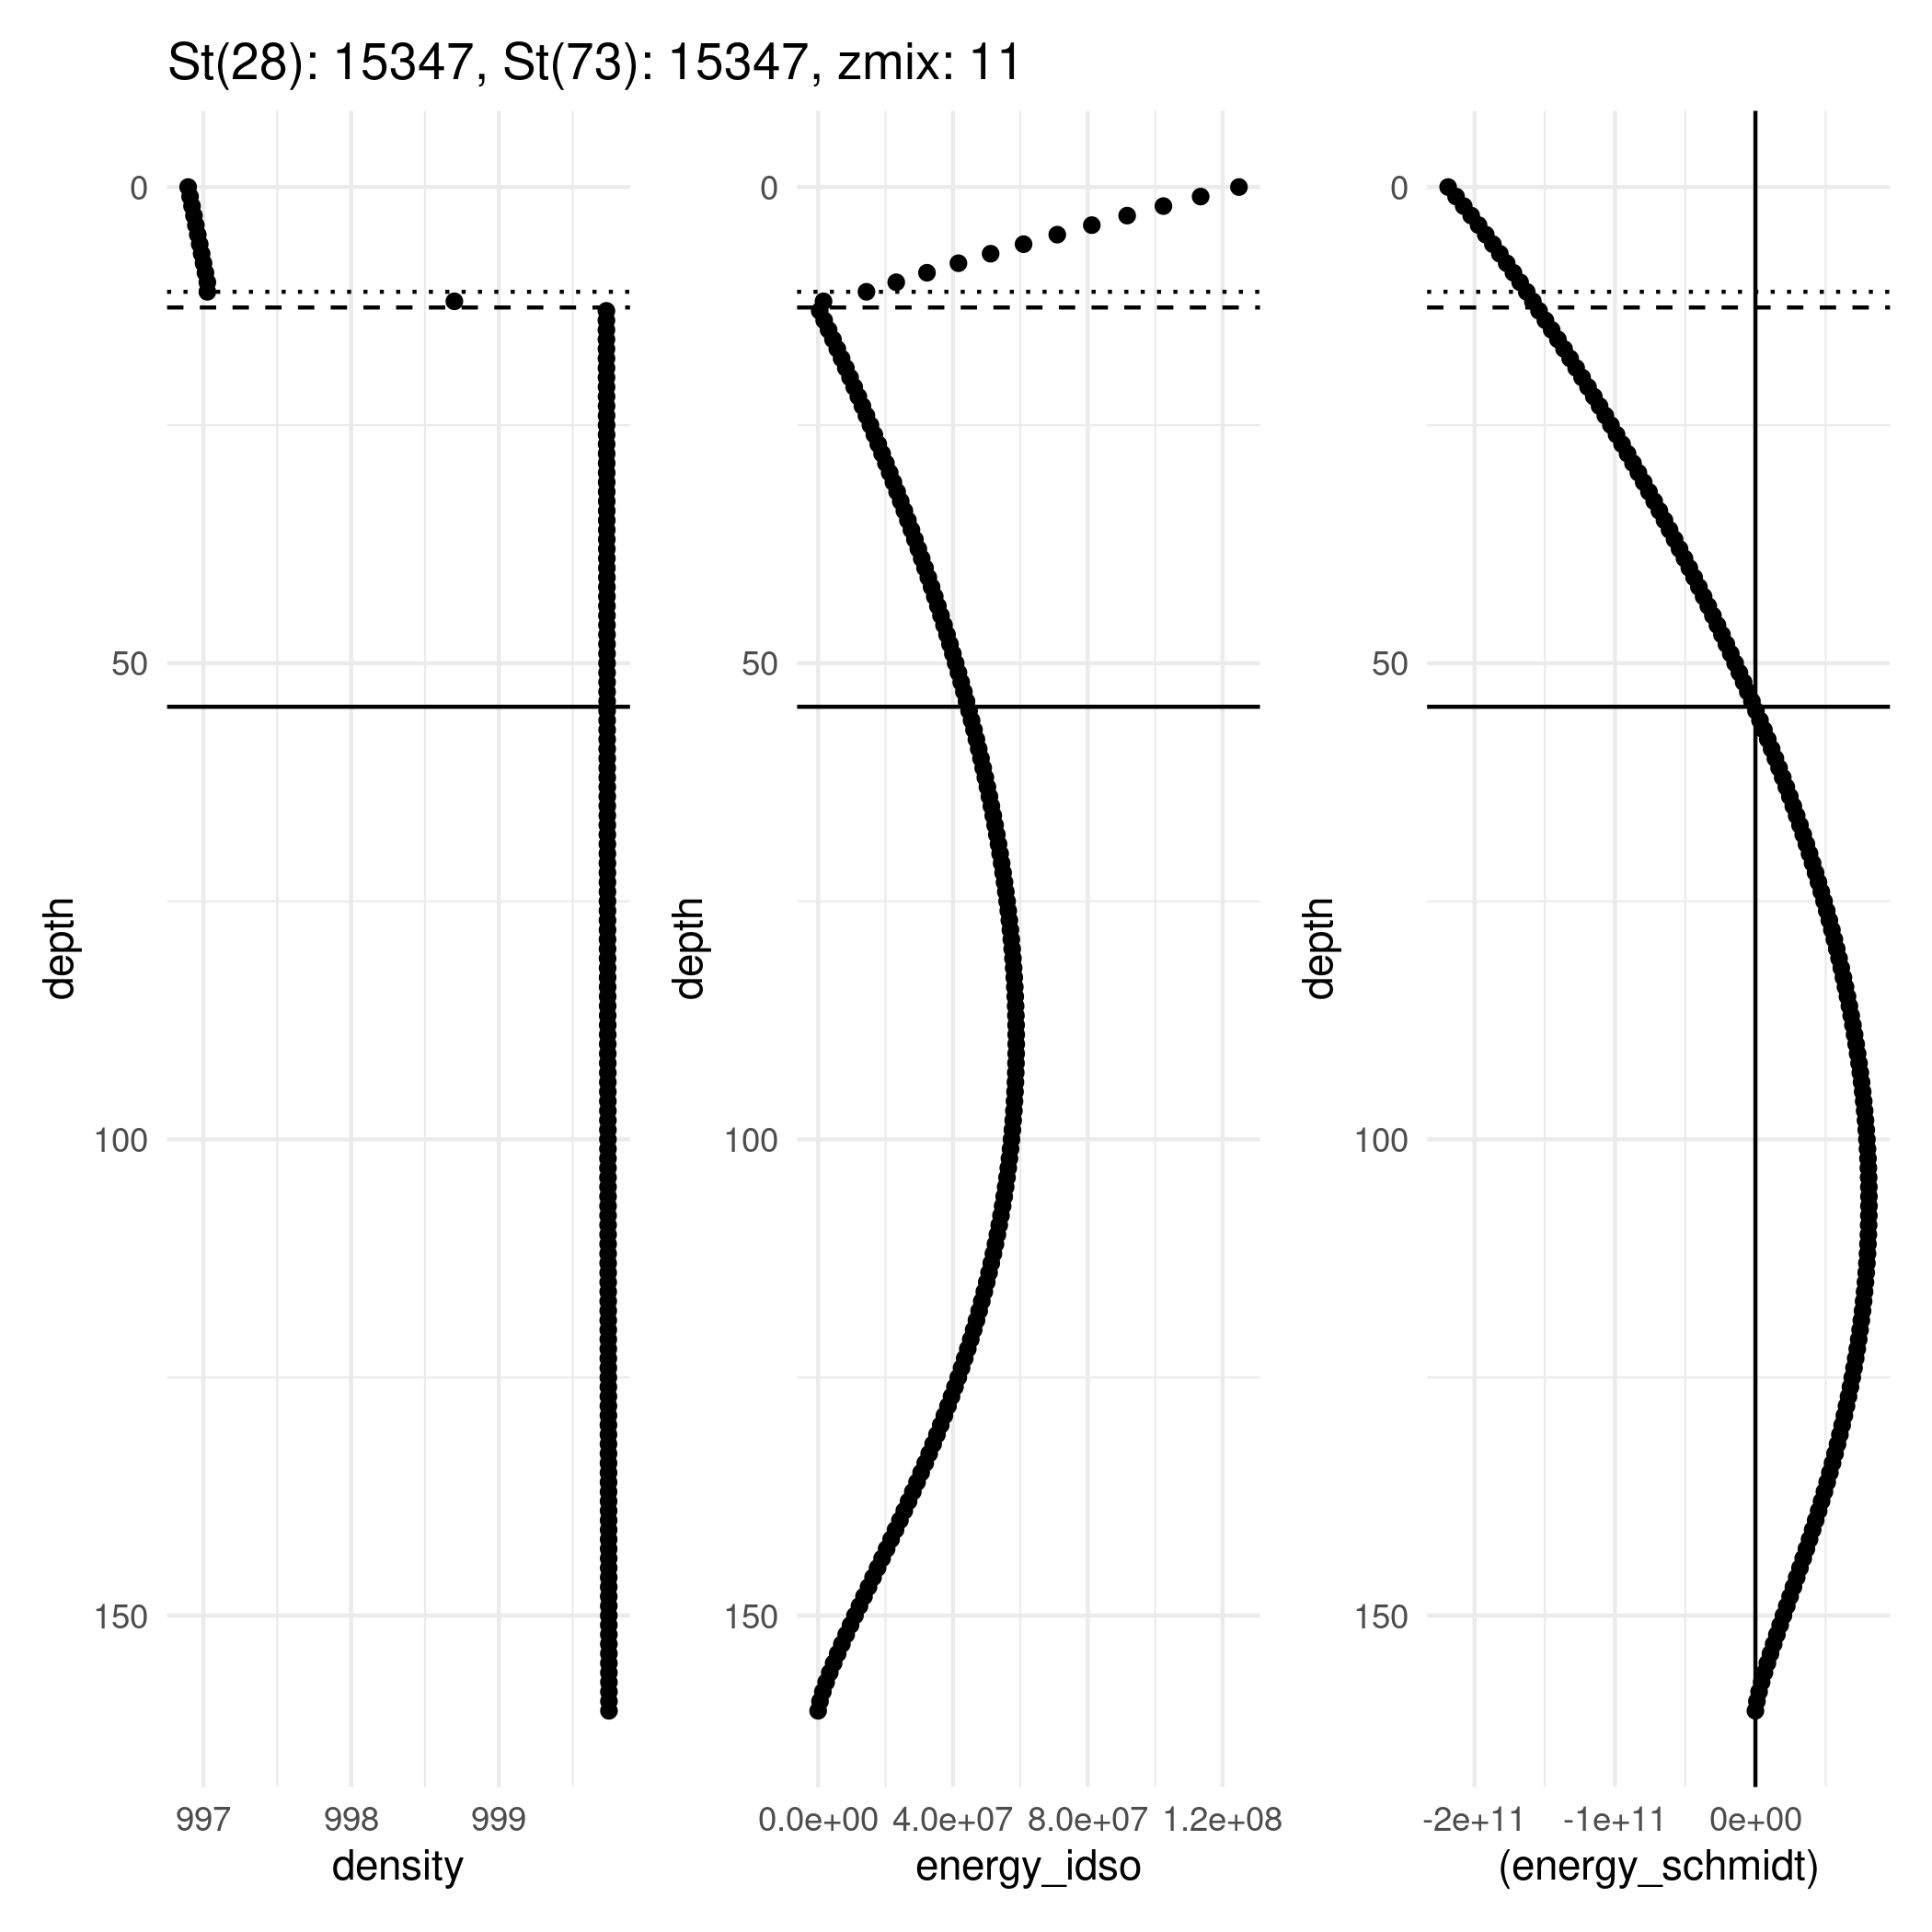 St(28): 15347, St(73): 15347, zmix: 11
0
50
100
150
depth
997 998 999
density
0
50
100
150
depth
0.0e+00 4.0e+07 8.0e+07 1.2e+08
energy_idso
0
50
100
150
depth
-2e+11 -1e+11 0e+00
(energy_schmidt)